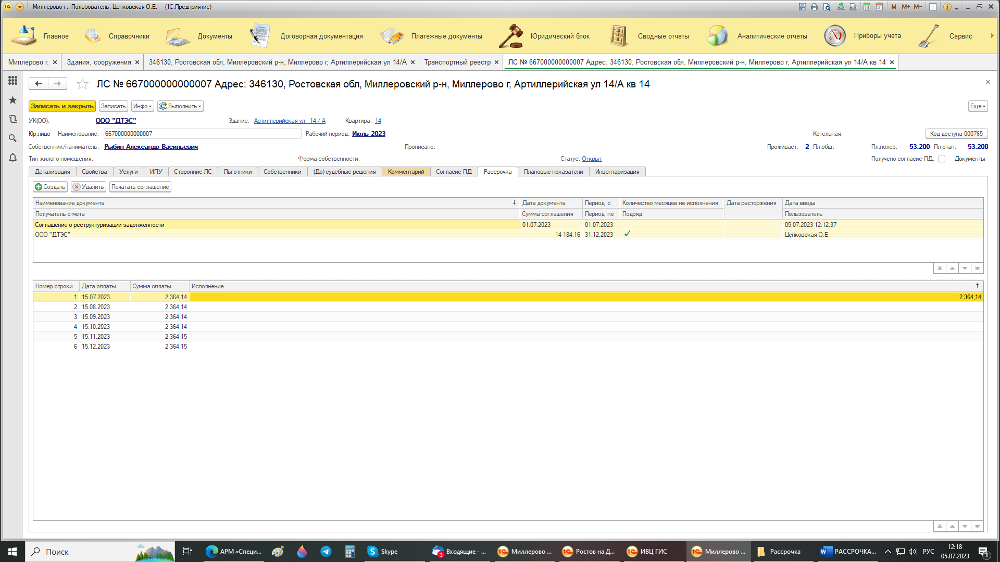 Миллерово г., Пользователь: Цепковская О.Е. - (1С:Предприятие)
M M+ M-
Главное Справочники Документы Договорная документация Платежные документы Юридический блок Сводные отчеты Аналитические отчеты Приборы учета Сервис
Миллерово г. Здания, сооружения 346130, Ростовская обл, Миллеровский р-н, Миллерово г, Артиллерийская ул 14/А Транспортный реестр ЛС № 667000000000007 Адрес: 346130, Ростовская обл, Миллеровский р-н, Миллерово г, Артиллерийская ул 14/А кв 14
ЛС № 667000000000007 Адрес: 346130, Ростовская обл, Миллеровский р-н, Миллерово г, Артиллерийская ул 14/А кв 14
Записать и закрыть Записать Инфо Выполнить Еще
УК(ОО): ООО "ДТЭС" Здание: Артиллерийская ул 14 / А Квартира: 14
Юр.лицо Наименование: 667000000000007 Рабочий период: Июль 2023 Котельная: Код доступа 000765
Собственник/наниматель: Рыбин Александр Васильевич Прописано: Проживает: 2 Пл.общ: Пл.полез: 53,200 Пл.отап: 53,200
Тип жилого помещения: Форма собственности: Статус: Открыт Получено согласие ПД: Документы
Детализация Свойства Услуги ИПУ Сторонние ЛС Льготники Собственники (До) судебные решения Комментарий Согласие ПД Рассрочка Плановые показатели Инвентаризация
Создать Удалить Печатать соглашение
Наименование документа Дата документа Период с Количество месяцев не исполнения Дата расторжения Дата ввода
Получатель отчета Сумма соглашения Период по Подряд Пользователь
Соглашение о реструктуризации задолженности 01.07.2023 01.07.2023 05.07.2023 12:12:37
ООО "ДТЭС" 14 184,16 31.12.2023 Цепковская О.Е.
Номер строки Дата оплаты Сумма оплаты Исполнение
1 15.07.2023 2 364,14 2 364,14
2 15.08.2023 2 364,14
3 15.09.2023 2 364,14
4 15.10.2023 2 364,14
5 15.11.2023 2 364,15
6 15.12.2023 2 364,15
Поиск АРМ «Специ... Skype 3 Входящие - ... Миллерово ... Ростов на Д... ИВЦ ГИС Миллерово ... Рассрочка РАССРОЧКА... РУС 12:18 1
05.07.2023